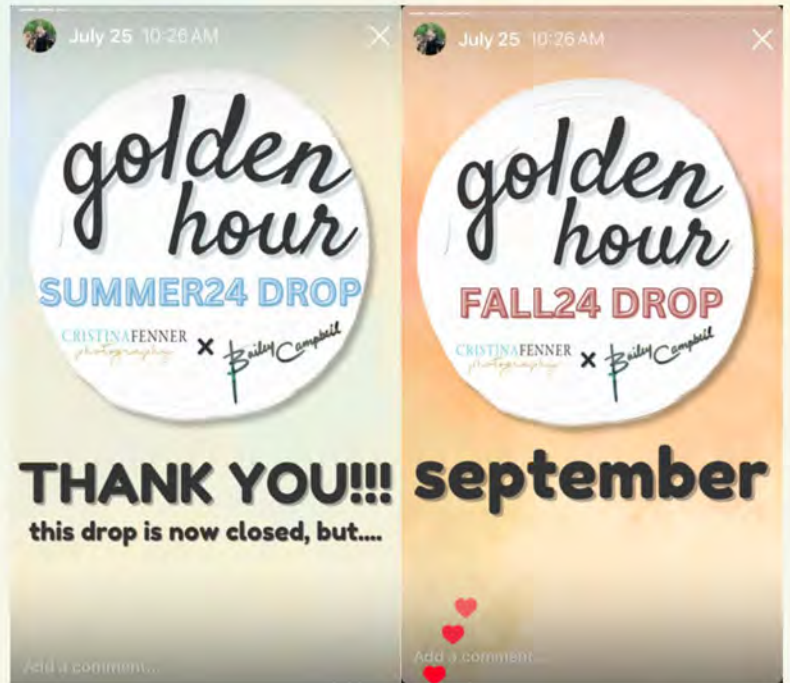 July 25 10:26 AM
golden
hour
SUMMER24 DROP
CRISTINAFENNER
photography
X
Bailey Campbell
THANK YOU!!!
this drop is now closed, but....
Add a comment...
July 25 10:26 AM
golden
hour
FALL24 DROP
CRISTINAFENNER
photography
X
Bailey Campbell
september
Add a comment...